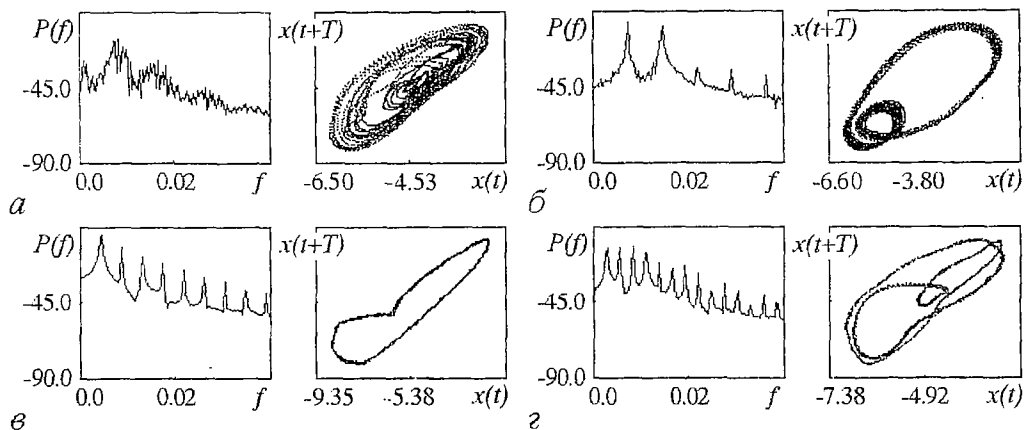 P(f)
-45.0
-90.0
0.0 0.02 f
x(t+T)
-6.50 -4.53 x(t)
а
P(f)
-45.0
-90.0
0.0 0.02 f
x(t+T)
-6.60 -3.80 x(t)
б
P(f)
-45.0
-90.0
0.0 0.02 f
x(t+T)
-9.35 -5.38 x(t)
в
P(f)
-45.0
-90.0
0.0 0.02 f
x(t+T)
-7.38 -4.92 x(t)
г